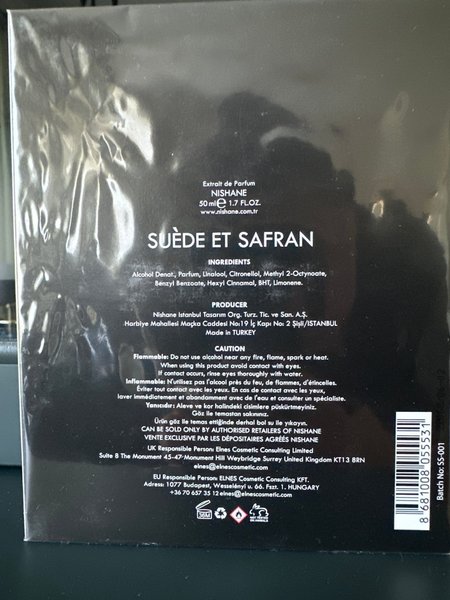 Extrait de Parfum
NISHANE
50 ml℮ 1.7 FL.OZ.
www.nishane.com.tr
SUÈDE ET SAFRAN
INGREDIENTS
Alcohol Denat., Parfum, Linalool, Citronellol, Methyl 2-Octynoate,
Benzyl Benzoate, Hexyl Cinnamal, BHT, Limonene.
PRODUCER
Nishane Istanbul Tasarım Org. Turz. Tic. ve San. A.Ş.
Harbiye Mahallesi Maçka Caddesi No:19 İç Kapı No: 2 Şişli/ISTANBUL
Made in TURKEY
CAUTION
Flammable: Do not use alcohol near any fire, flame, spark or heat.
When using this product avoid contact with eyes.
If contact occurs, rinse eyes thoroughly with water.
Inflammable: N'utilisez pas l'alcool près du feu, de flammes, d'étincelles.
Éviter tout contact avec les yeux. En cas de contact avec les yeux,
laver immédiatement et abondamment avec de l'eau et consulter un spécialiste.
Yanıcıdır: Aleve ve kor halindeki cisimlere püskürtmeyiniz.
Göz ile temastan sakınınız.
Ürün göz ile temas ettiğinde derhal bol su ile yıkayın.
CAN BE SOLD ONLY BY AUTHORISED RETAILERS OF NISHANE
VENTE EXCLUSIVE PAR LES DÉPOSITAIRES AGRÉÉS NISHANE
UK Responsible Person: Elnes Cosmetic Consulting Limited
Suite 8 The Monument 45-47 Monument Hill Weybridge Surrey United Kingdom KT13 8RN
elnes@elnescosmetic.com
EU Responsible Person ELNES Cosmetic Consulting KFT.
Adress: 1077 Budapest, Wesselényi u. 66. Fszt. 1. HUNGARY
+36 70 657 35 12 elnes@elnescosmetic.com
36M
8 681008 055531
Batch No: SS-001